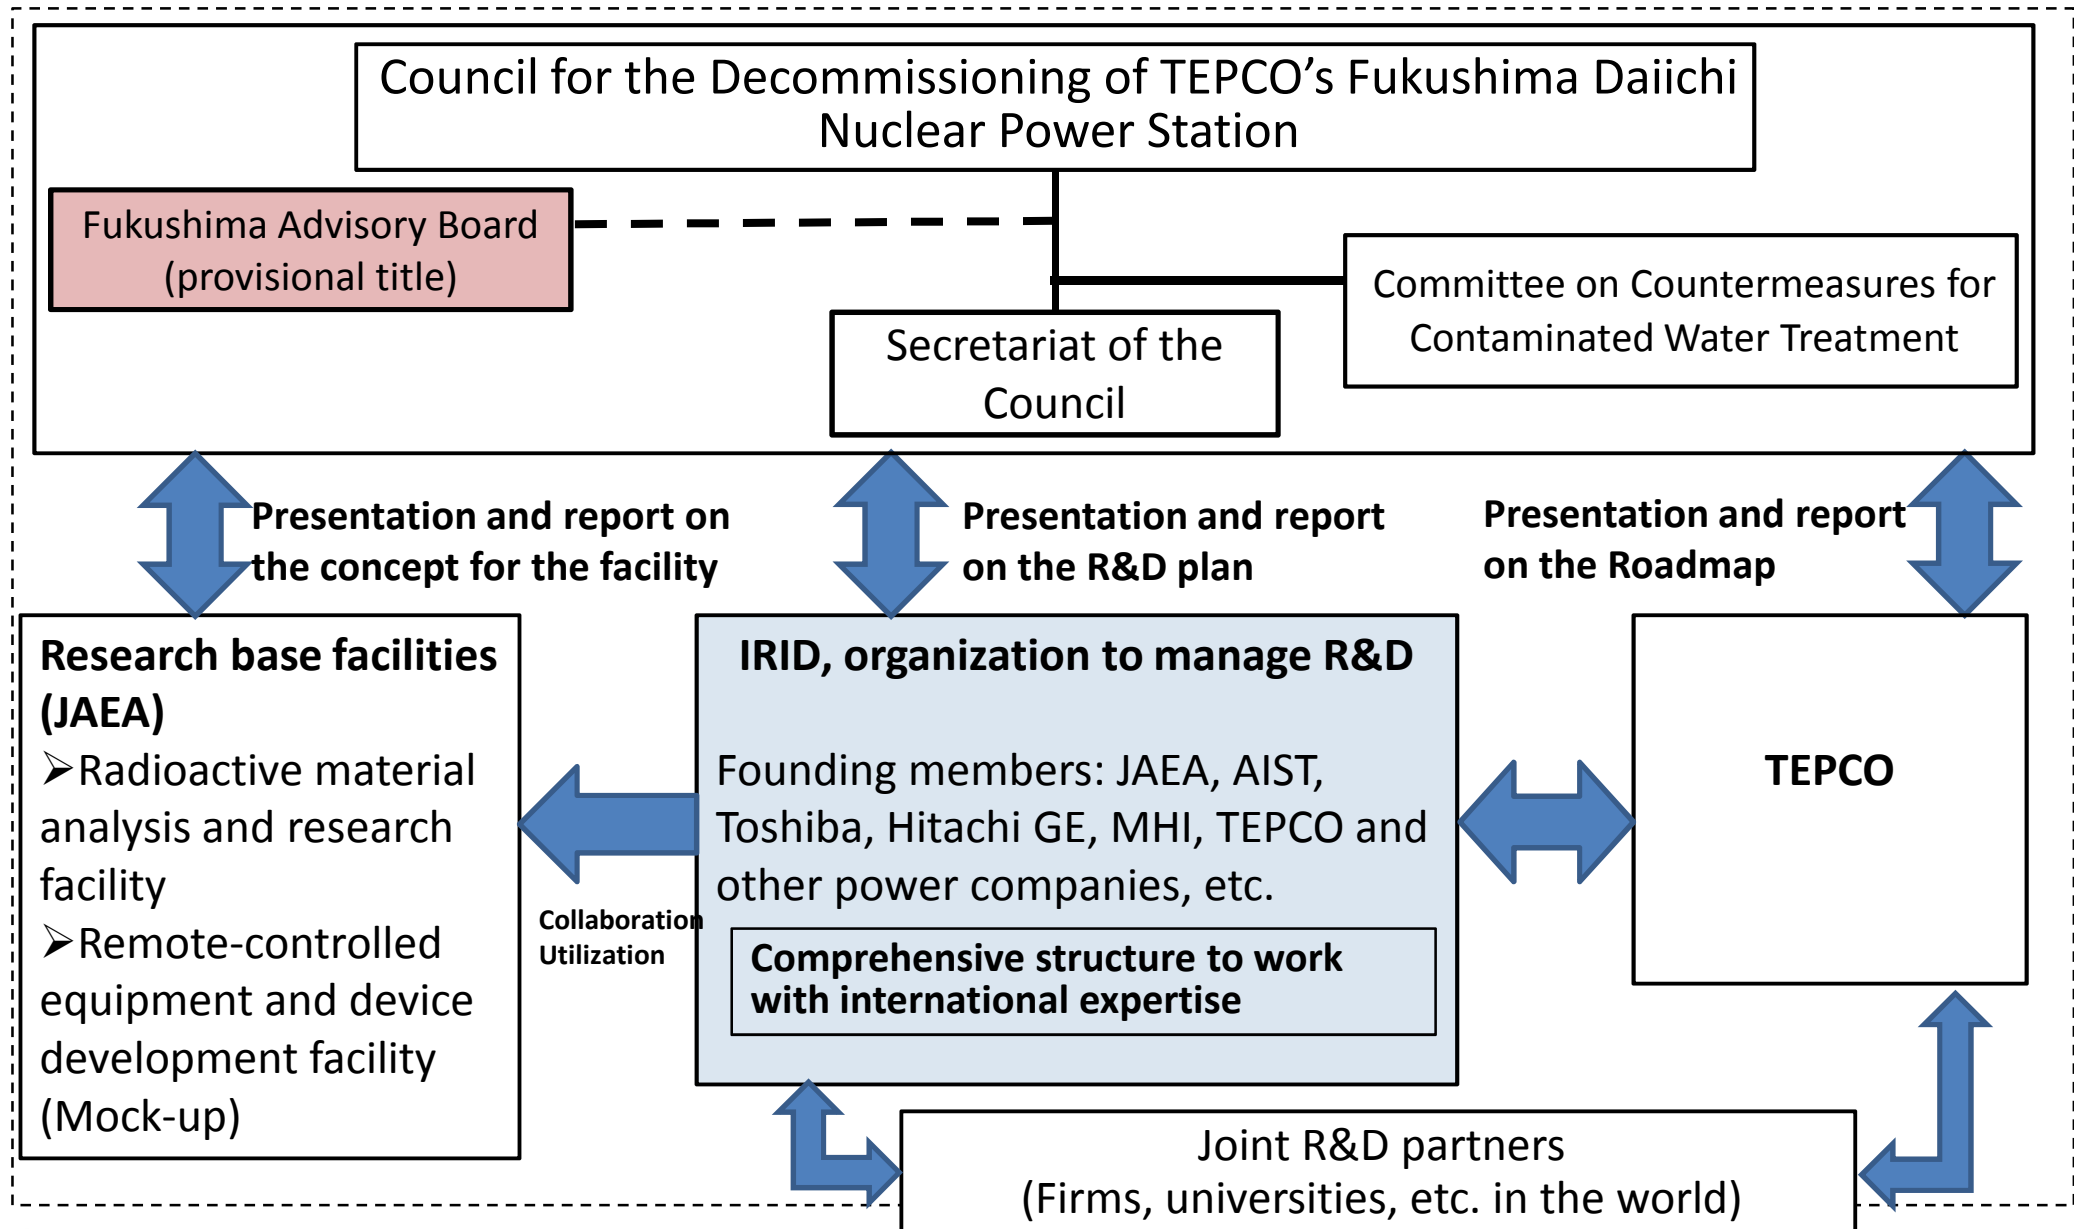 Council for the Decommissioning of TEPCO’s Fukushima Daiichi
Nuclear Power Station
Fukushima Advisory Board
(provisional title)
Committee on Countermeasures for
Contaminated Water Treatment
Secretariat of the
Council
Presentation and report on
the concept for the facility
Presentation and report
on the R&D plan
Presentation and report
on the Roadmap
Research base facilities
(JAEA)
➢Radioactive material
analysis and research
facility
➢Remote-controlled
equipment and device
development facility
(Mock-up)
Collaboration
Utilization
IRID, organization to manage R&D
Founding members: JAEA, AIST,
Toshiba, Hitachi GE, MHI, TEPCO and
other power companies, etc.
Comprehensive structure to work
with international expertise
TEPCO
Joint R&D partners
(Firms, universities, etc. in the world)